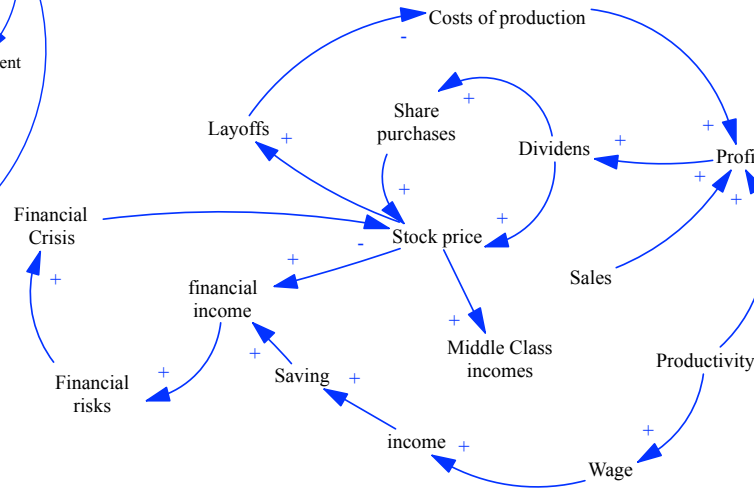 Costs of production
-
ent
Share
purchases
+
Layoffs
+
Dividens
+
+
Profi
+
+
+
Financial
Crisis
+
Stock price
-
+
+
financial
income
+
Sales
+
Middle Class
incomes
Productivity
Financial
risks
+
+
Saving
+
income
+
+
Wage